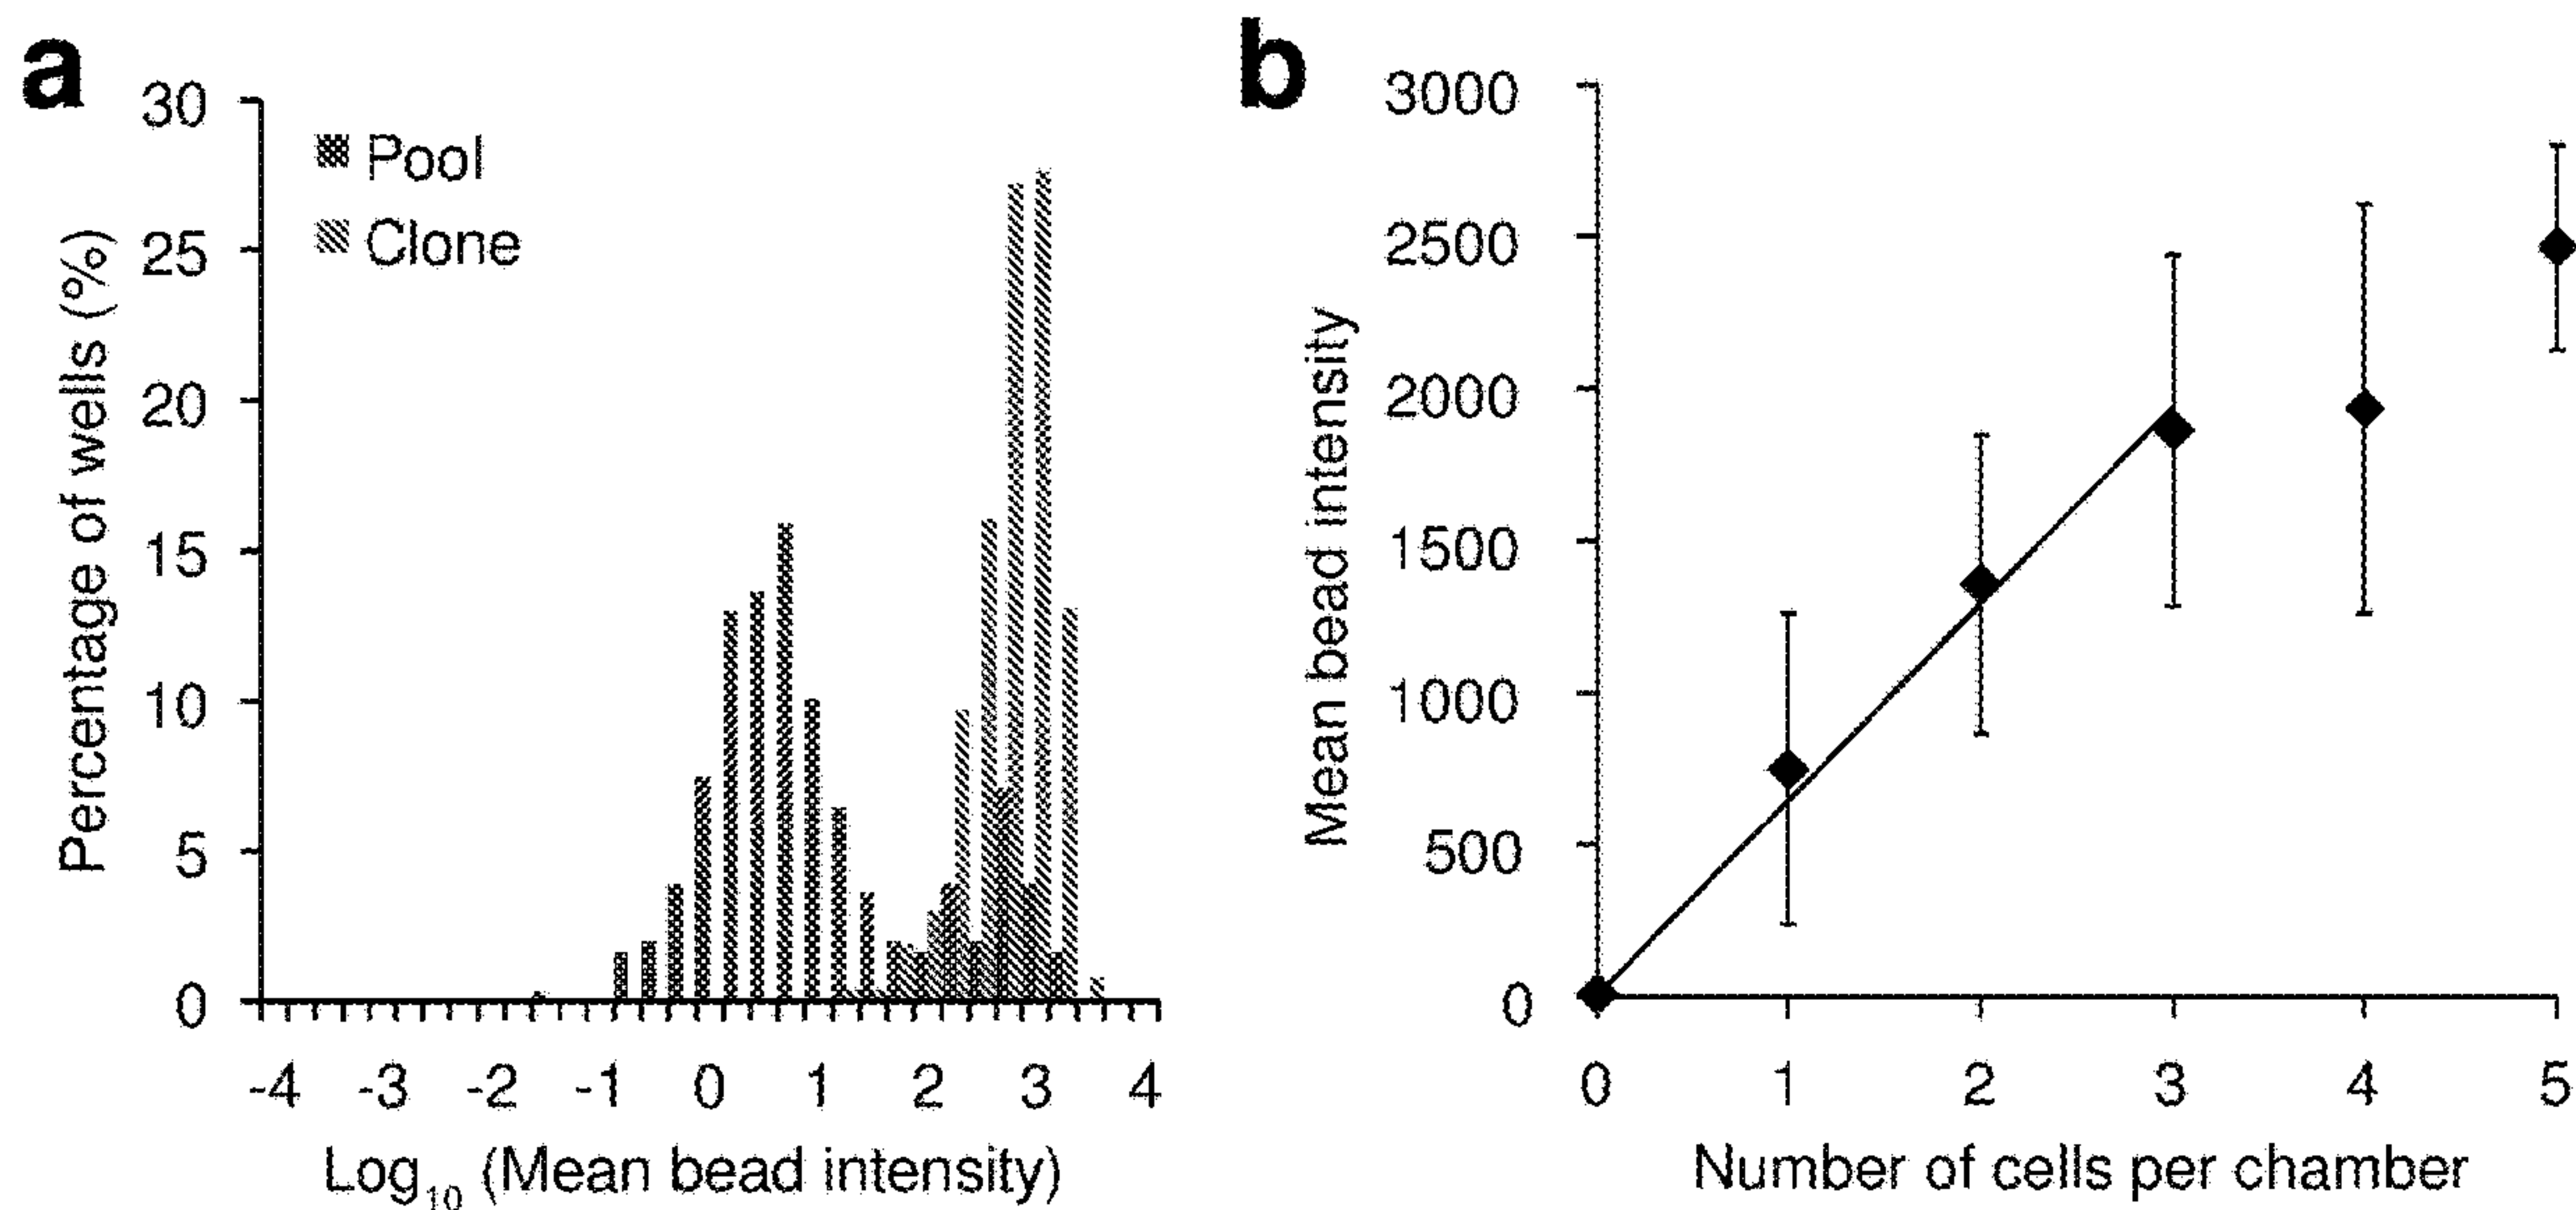 a
30
25
20
15
10
5
0
Percentage of wells (%)
Pool
Clone
-4 -3 -2 -1 0 1 2 3 4
Log10 (Mean bead intensity)
b
3000
2500
2000
1500
1000
500
0
Mean bead intensity
0 1 2 3 4 5
Number of cells per chamber